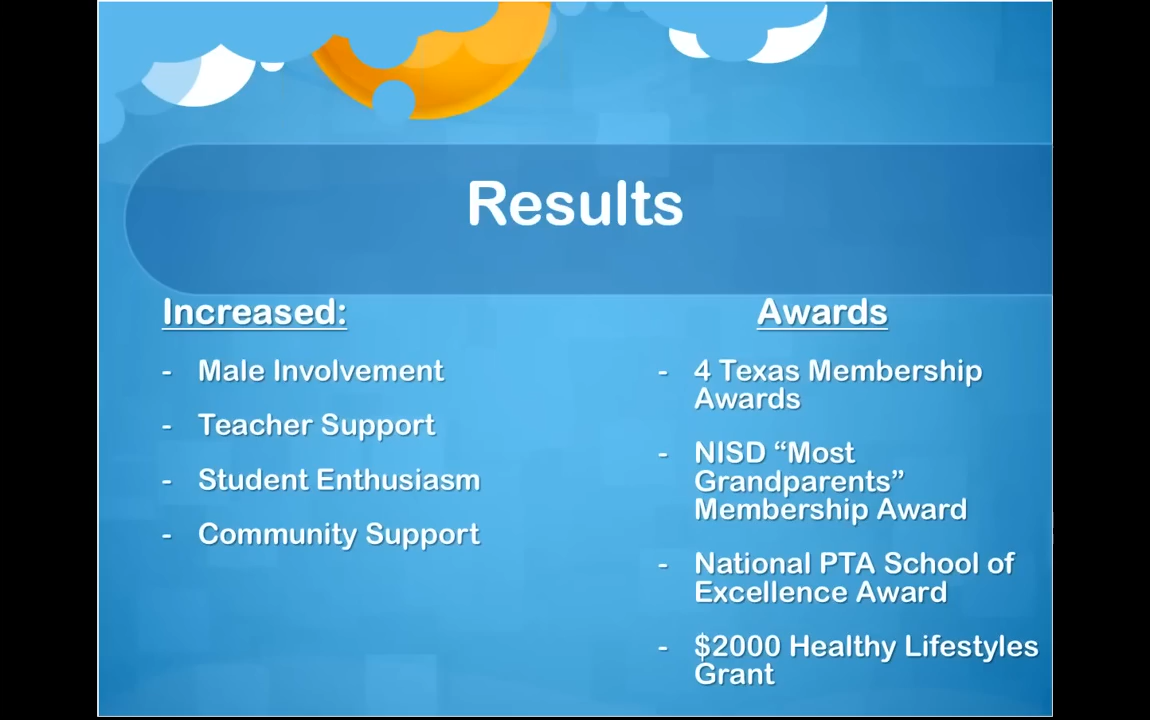 Results
Increased:
- Male Involvement
- Teacher Support
- Student Enthusiasm
- Community Support
Awards
- 4 Texas Membership
Awards
- NISD “Most
Grandparents”
Membership Award
- National PTA School of
Excellence Award
- $2000 Healthy Lifestyles
Grant